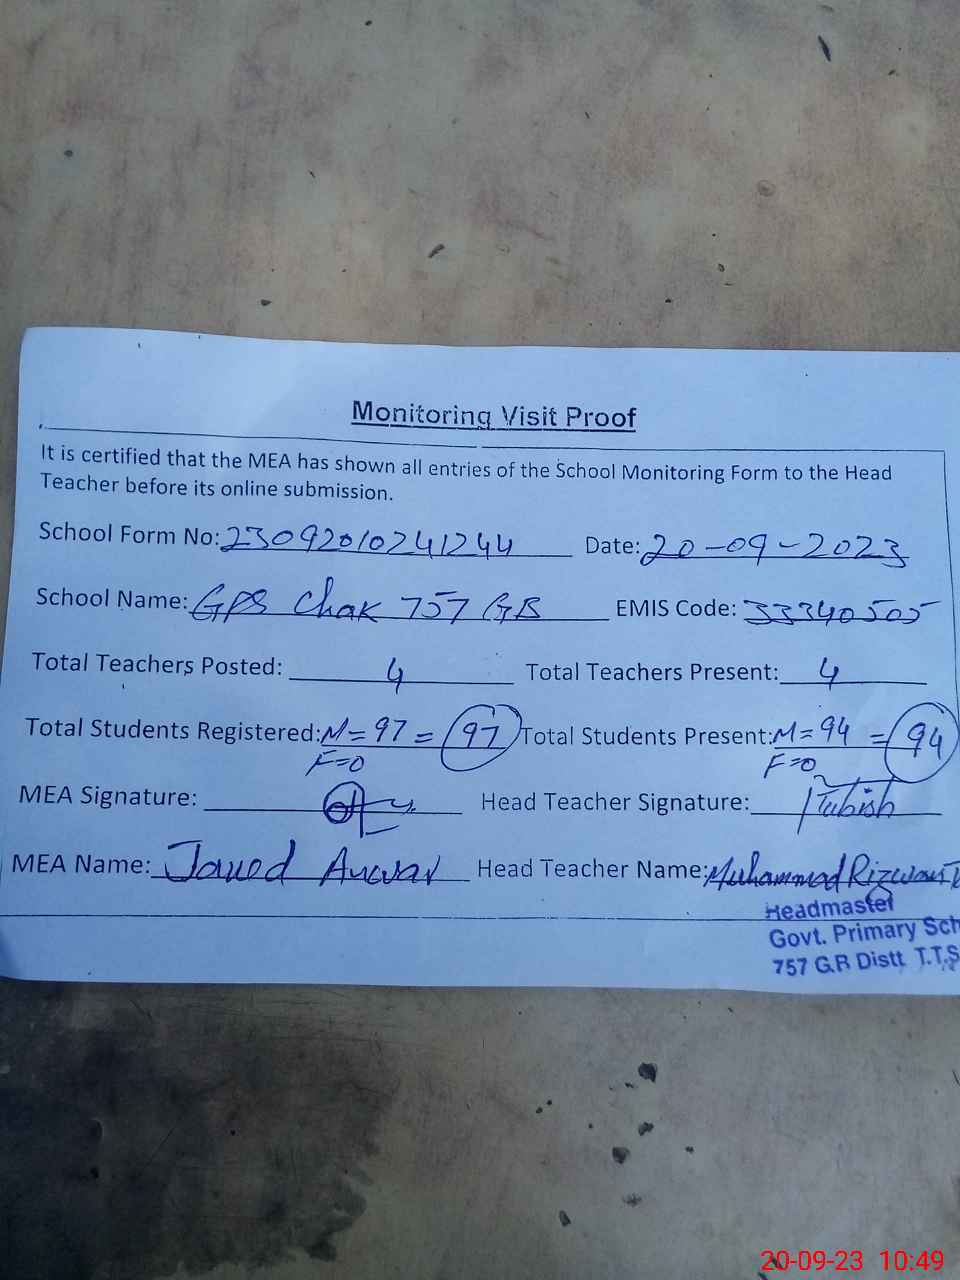 Monitoring Visit Proof
It is certified that the MEA has shown all entries of the School Monitoring Form to the Head
Teacher before its online submission.
School Form No: 23092010241244 Date: 20-09-2023
School Name: GPS Chak 757 GB EMIS Code: 33340505
Total Teachers Posted: 4 Total Teachers Present: 4
Total Students Registered: M=97 = 97 Total Students Present: M=94 = 94
F=0 F=0
MEA Signature: Head Teacher Signature: Tabish
MEA Name: Javed Anwar Head Teacher Name: Muhammad Rizwan
Headmaster
Govt. Primary Sch
757 G.B Distt T.T.S
20-09-23 10:49